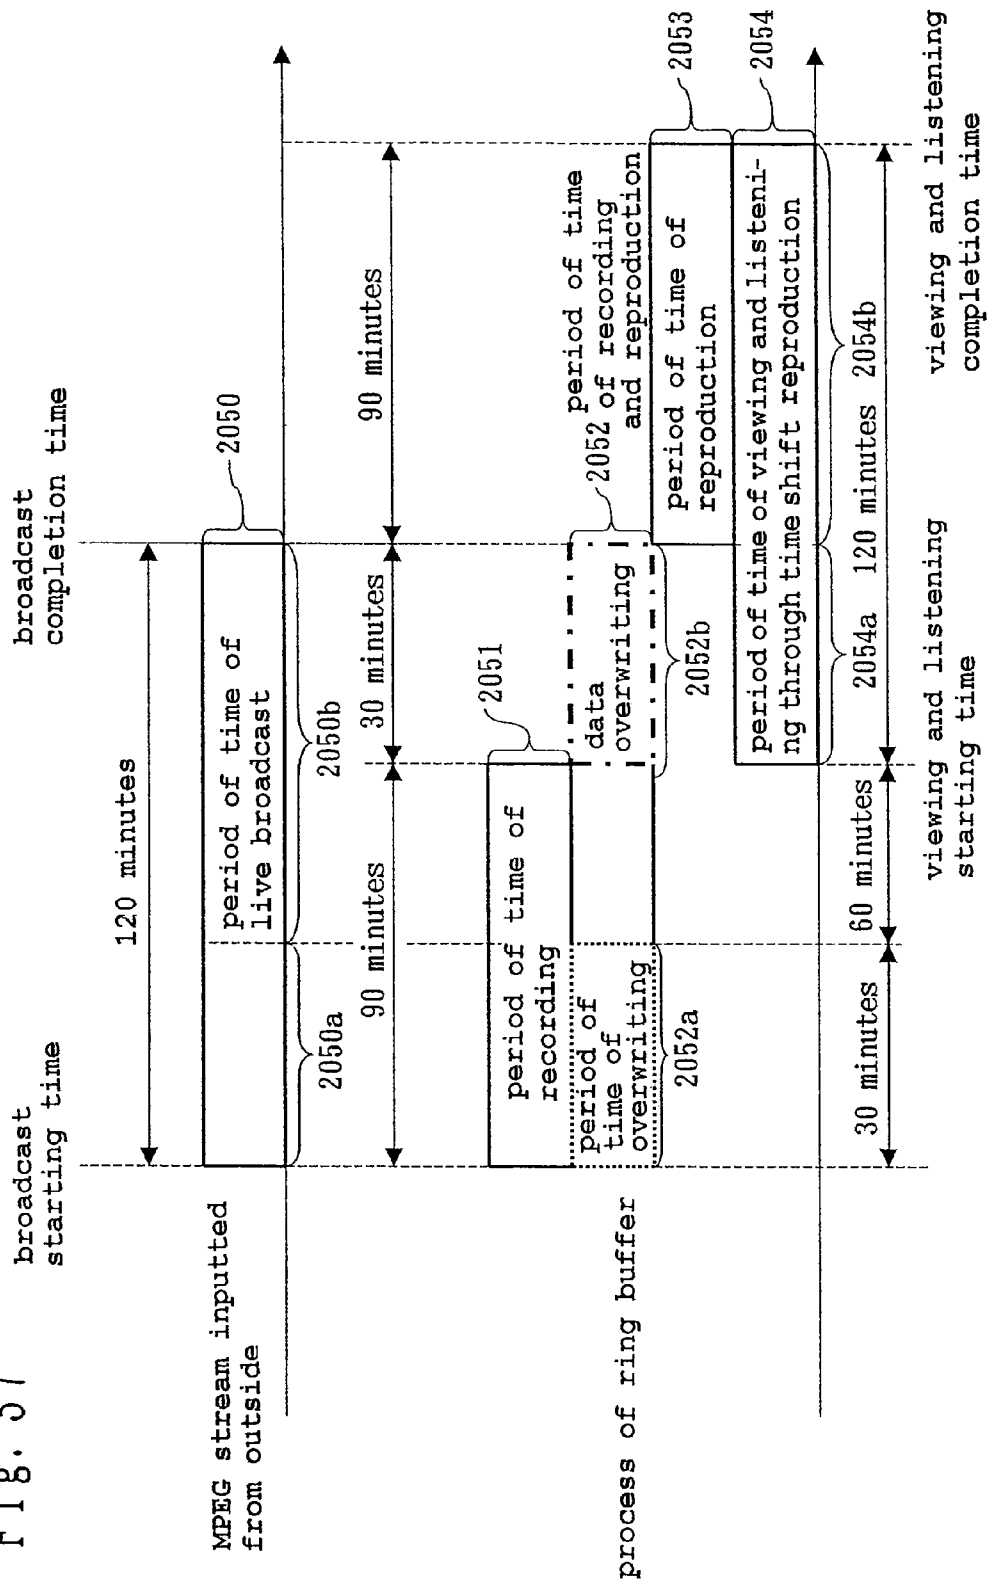 Fig. 57
broadcast
starting time
broadcast
completion time
120 minutes
MPEG stream inputted
from outside
period of time of
live broadcast
2050
2050a
2050b
90 minutes
30 minutes
90 minutes
process of ring buffer
period of time of
recording
2051
period of
time of
overwriting
2052a
data
overwriting
2052b
2052
period of time
of recording
and reproduction
period of time of
reproduction
2053
period of time of viewing and listeni-
ng through time shift reproduction
2054
2054a
120 minutes
2054b
30 minutes
60 minutes
viewing and listening
starting time
viewing and listening
completion time